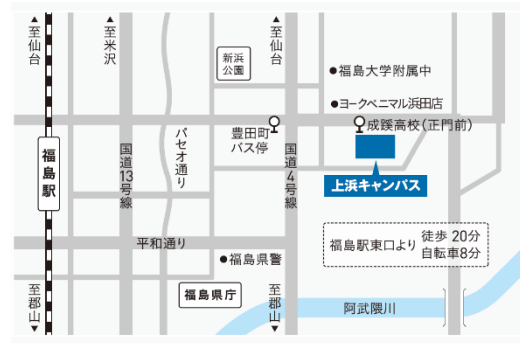 ▲至仙台
▲至米沢
▲至仙台
新浜
公園
●福島大学附属中
●ヨークベニマル浜田店
成蹊高校(正門前)
豊田町
バス停
福島駅
国道13号線
パセオ通り
国道4号線
上浜キャンパス
平和通り
●福島県警
福島駅東口より 徒歩 20分
自転車8分
福島県庁
阿武隈川
至郡山▼
至郡山▼